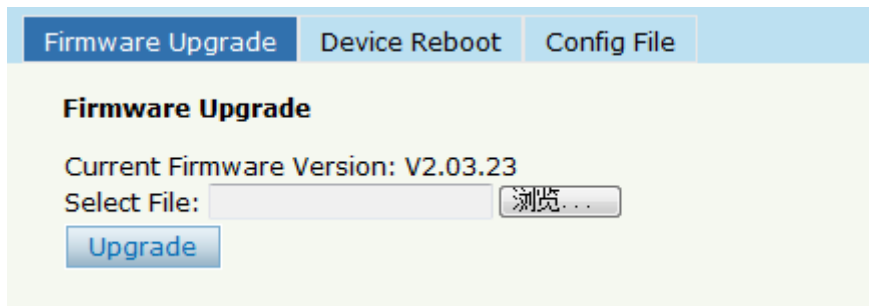 Firmware Upgrade Device Reboot Config File
Firmware Upgrade
Current Firmware Version: V2.03.23
Select File: 浏览...
Upgrade